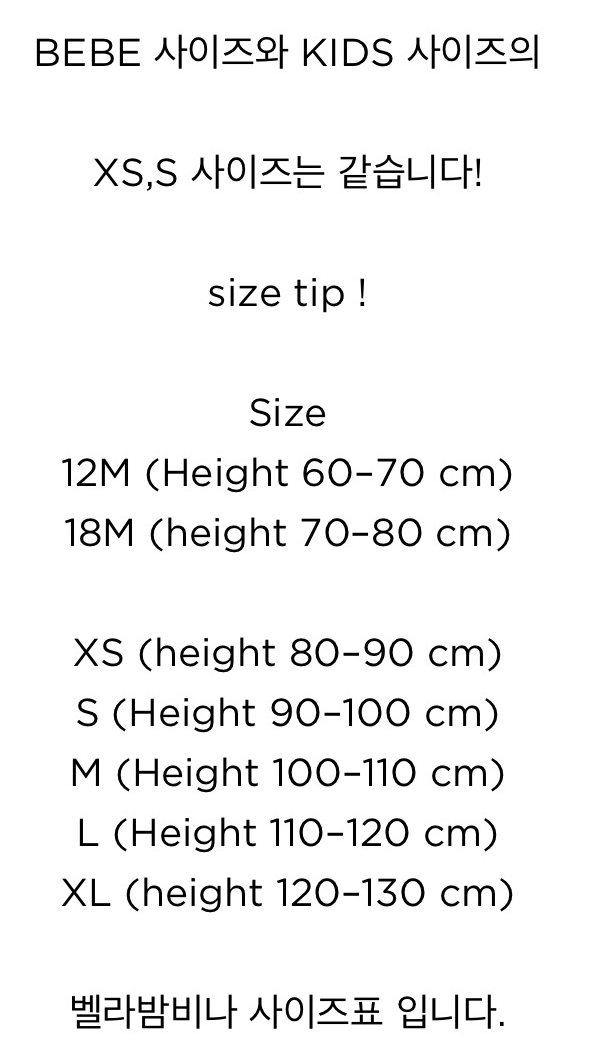 BEBE 사이즈와 KIDS 사이즈의
XS,S 사이즈는 같습니다!
size tip !
Size
12M (Height 60-70 cm)
18M (height 70-80 cm)
XS (height 80-90 cm)
S (Height 90-100 cm)
M (Height 100-110 cm)
L (Height 110-120 cm)
XL (height 120-130 cm)
벨라밤비나 사이즈표 입니다.